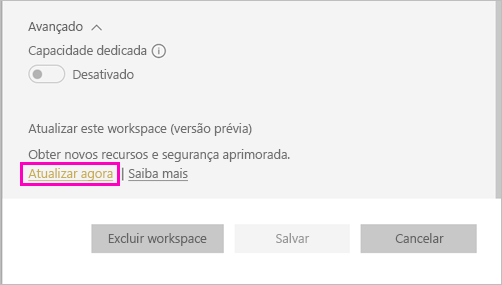 Avançado
Capacidade dedicada
Desativado
Atualizar este workspace (versão prévia)
Obter novos recursos e segurança aprimorada.
Atualizar agora | Saiba mais
Excluir workspace Salvar Cancelar